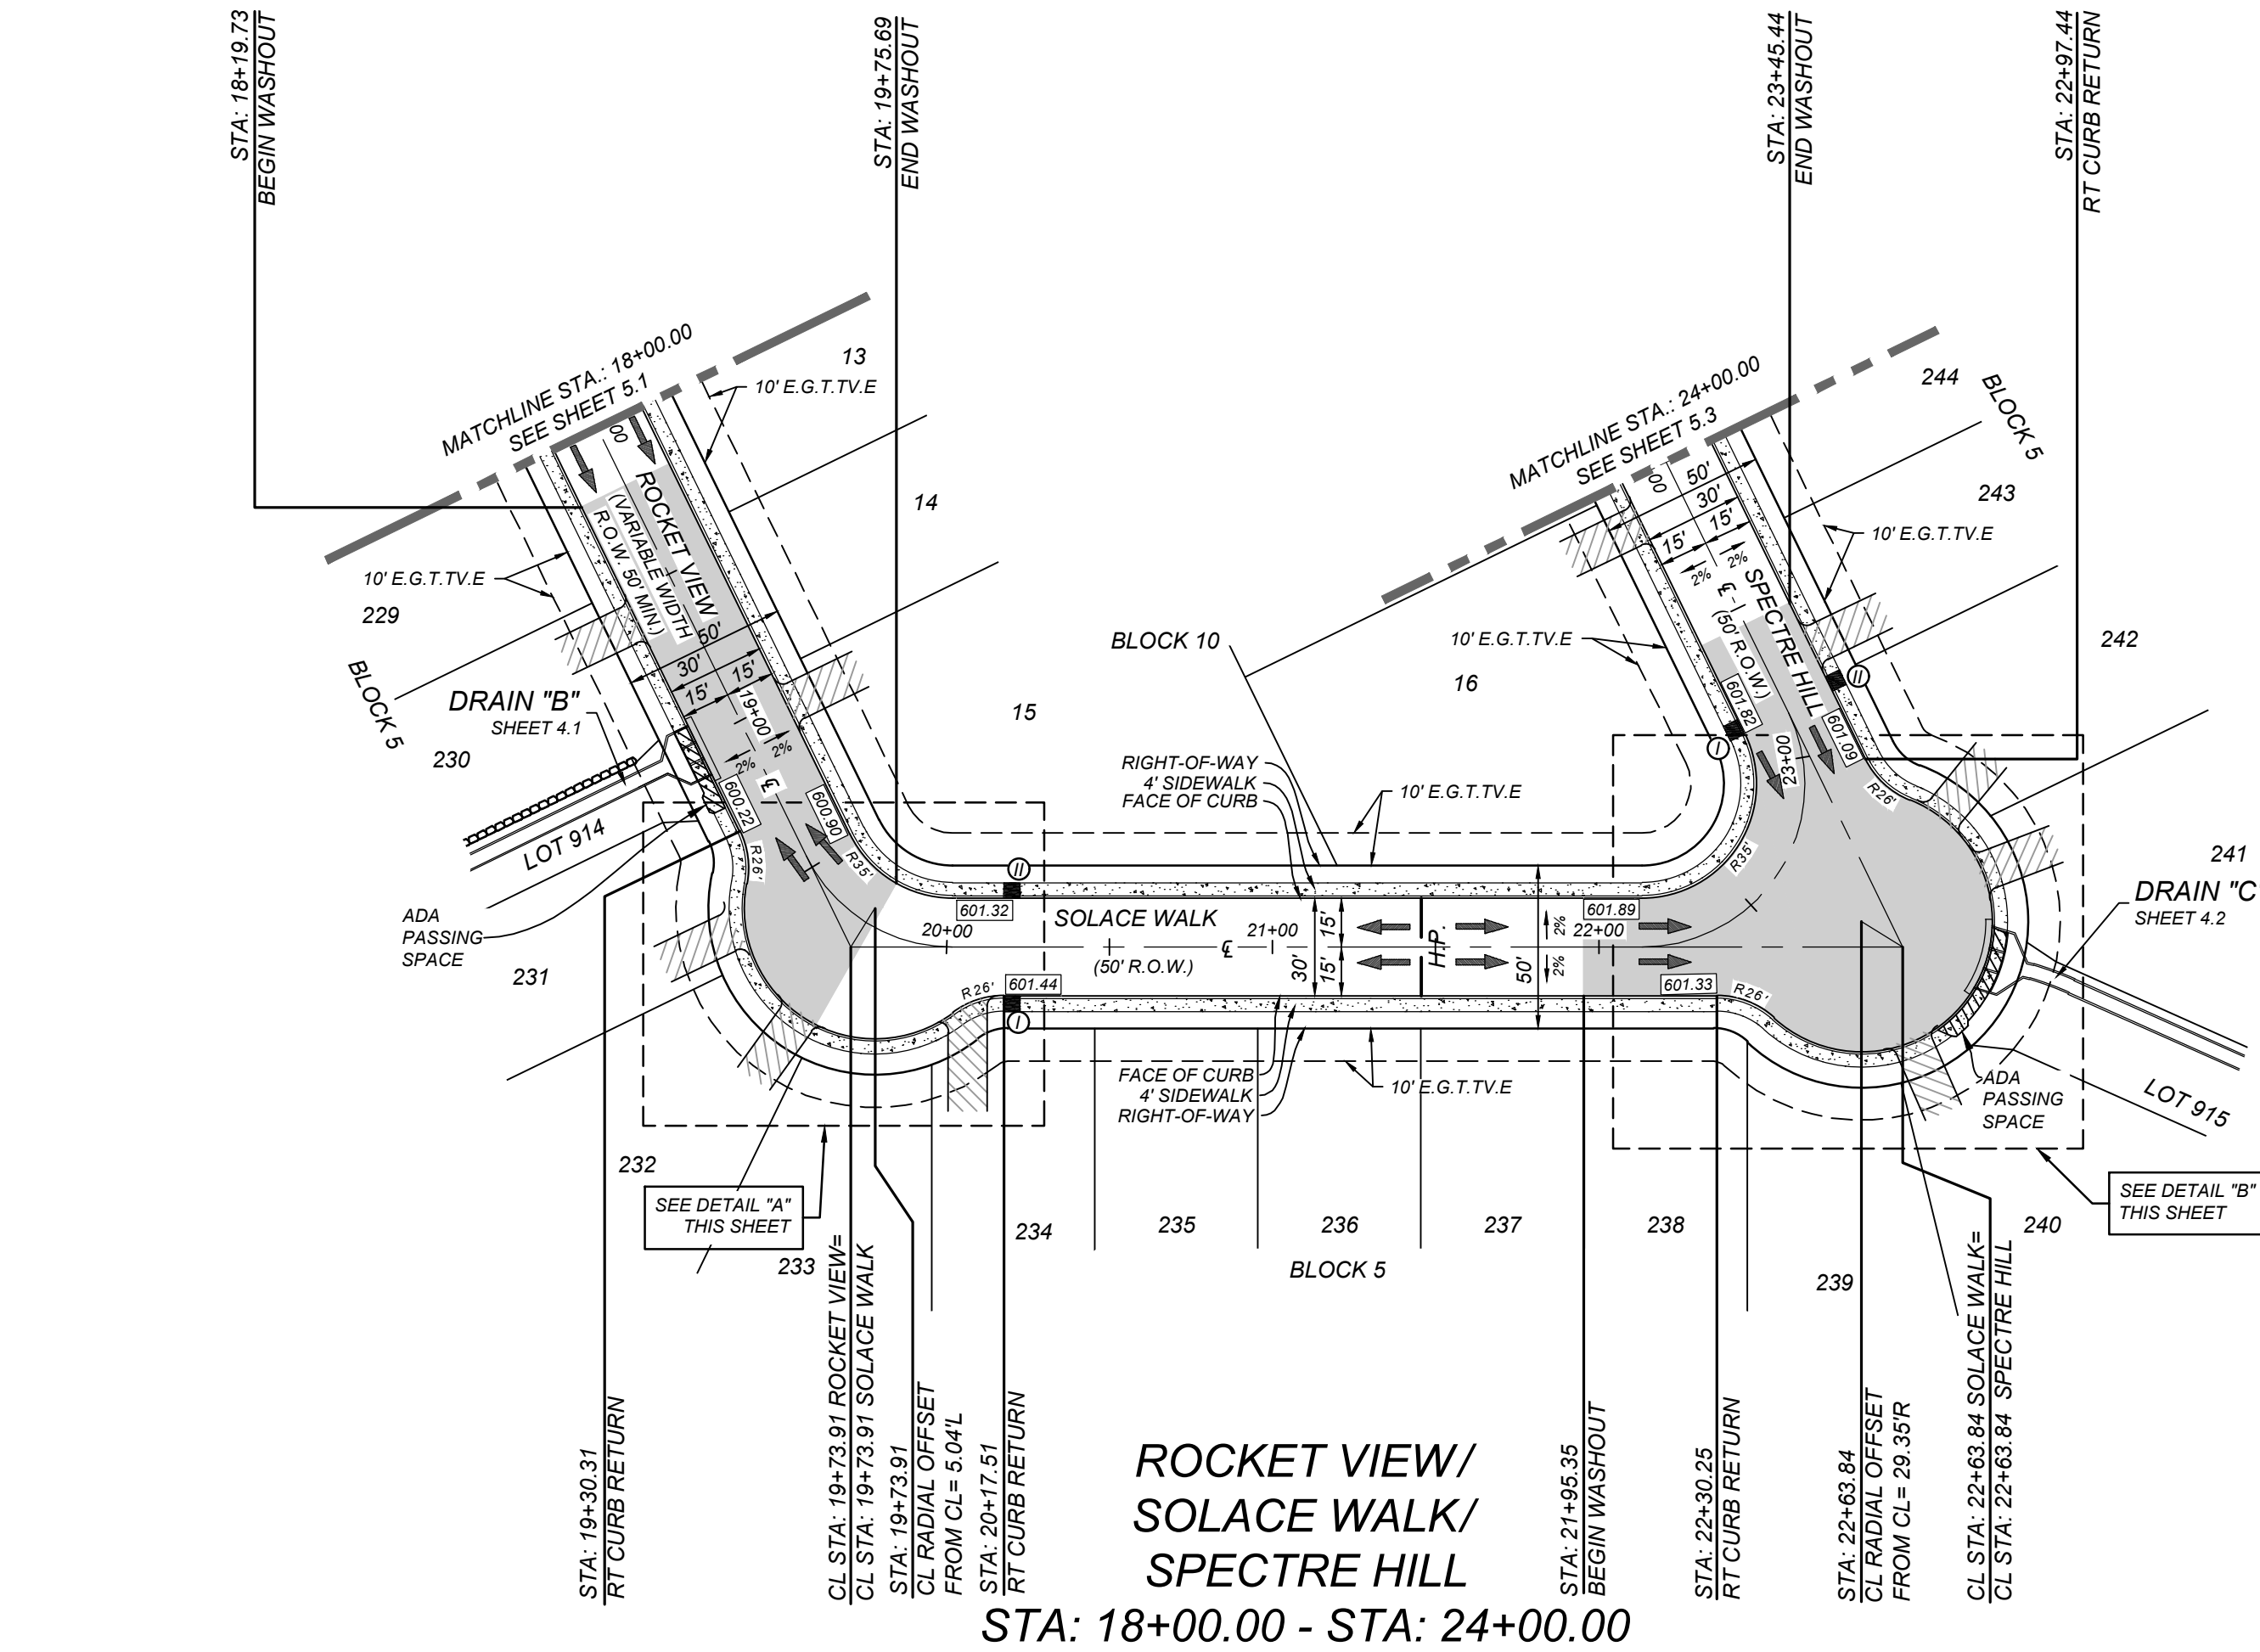 STA: 18+19.73
BEGIN WASHOUT
STA: 19+75.69
END WASHOUT
STA: 23+45.44
END WASHOUT
STA: 22+97.44
RT CURB RETURN
MATCHLINE STA.: 18+00.00
SEE SHEET 5.1
13
10' E.G.T.TV.E
14
00
ROCKET VIEW
(VARIABLE WIDTH
R.O.W. 50' MIN.)
10' E.G.T.TV.E
229
BLOCK 5
50'
30'
15'
15'
19+00
2%
2%
℄
DRAIN "B"
SHEET 4.1
230
LOT 914
600.22
600.90
R26'
R35'
ADA
PASSING
SPACE
231
15
BLOCK 10
16
10' E.G.T.TV.E
RIGHT-OF-WAY
4' SIDEWALK
FACE OF CURB
10' E.G.T.TV.E
II
601.32
SOLACE WALK
20+00
(50' R.O.W.)
℄
21+00
30'
15'
15'
H.P.
50'
2%
2%
22+00
601.89
R26'
601.44
I
601.33
R26'
FACE OF CURB
4' SIDEWALK
RIGHT-OF-WAY
10' E.G.T.TV.E
MATCHLINE STA.: 24+00.00
SEE SHEET 5.3
244
BLOCK 5
243
10' E.G.T.TV.E
242
00
50'
30'
15'
15'
2%
2%
℄
SPECTRE HILL
(50' R.O.W.)
II
601.82
601.09
I
23+00
R35'
R26'
241
DRAIN "C"
SHEET 4.2
ADA
PASSING
SPACE
LOT 915
SEE DETAIL "B"
THIS SHEET
240
239
238
237
236
235
234
BLOCK 5
233
232
SEE DETAIL "A"
THIS SHEET
STA: 19+30.31
RT CURB RETURN
CL STA: 19+73.91 ROCKET VIEW=
CL STA: 19+73.91 SOLACE WALK
STA: 19+73.91
CL RADIAL OFFSET
FROM CL= 5.04'L
STA: 20+17.51
RT CURB RETURN
STA: 21+95.35
BEGIN WASHOUT
STA: 22+30.25
RT CURB RETURN
STA: 22+63.84
CL RADIAL OFFSET
FROM CL= 29.35'R
CL STA: 22+63.84 SOLACE WALK=
CL STA: 22+63.84 SPECTRE HILL
ROCKET VIEW/
SOLACE WALK/
SPECTRE HILL
STA: 18+00.00 - STA: 24+00.00